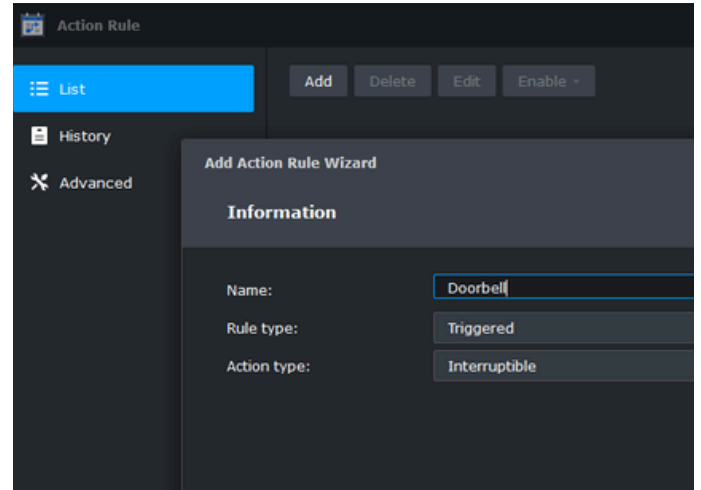 Action Rule
List
Add Delete Edit Enable
History
Add Action Rule Wizard
Advanced
Information
Name: Doorbell
Rule type: Triggered
Action type: Interruptible